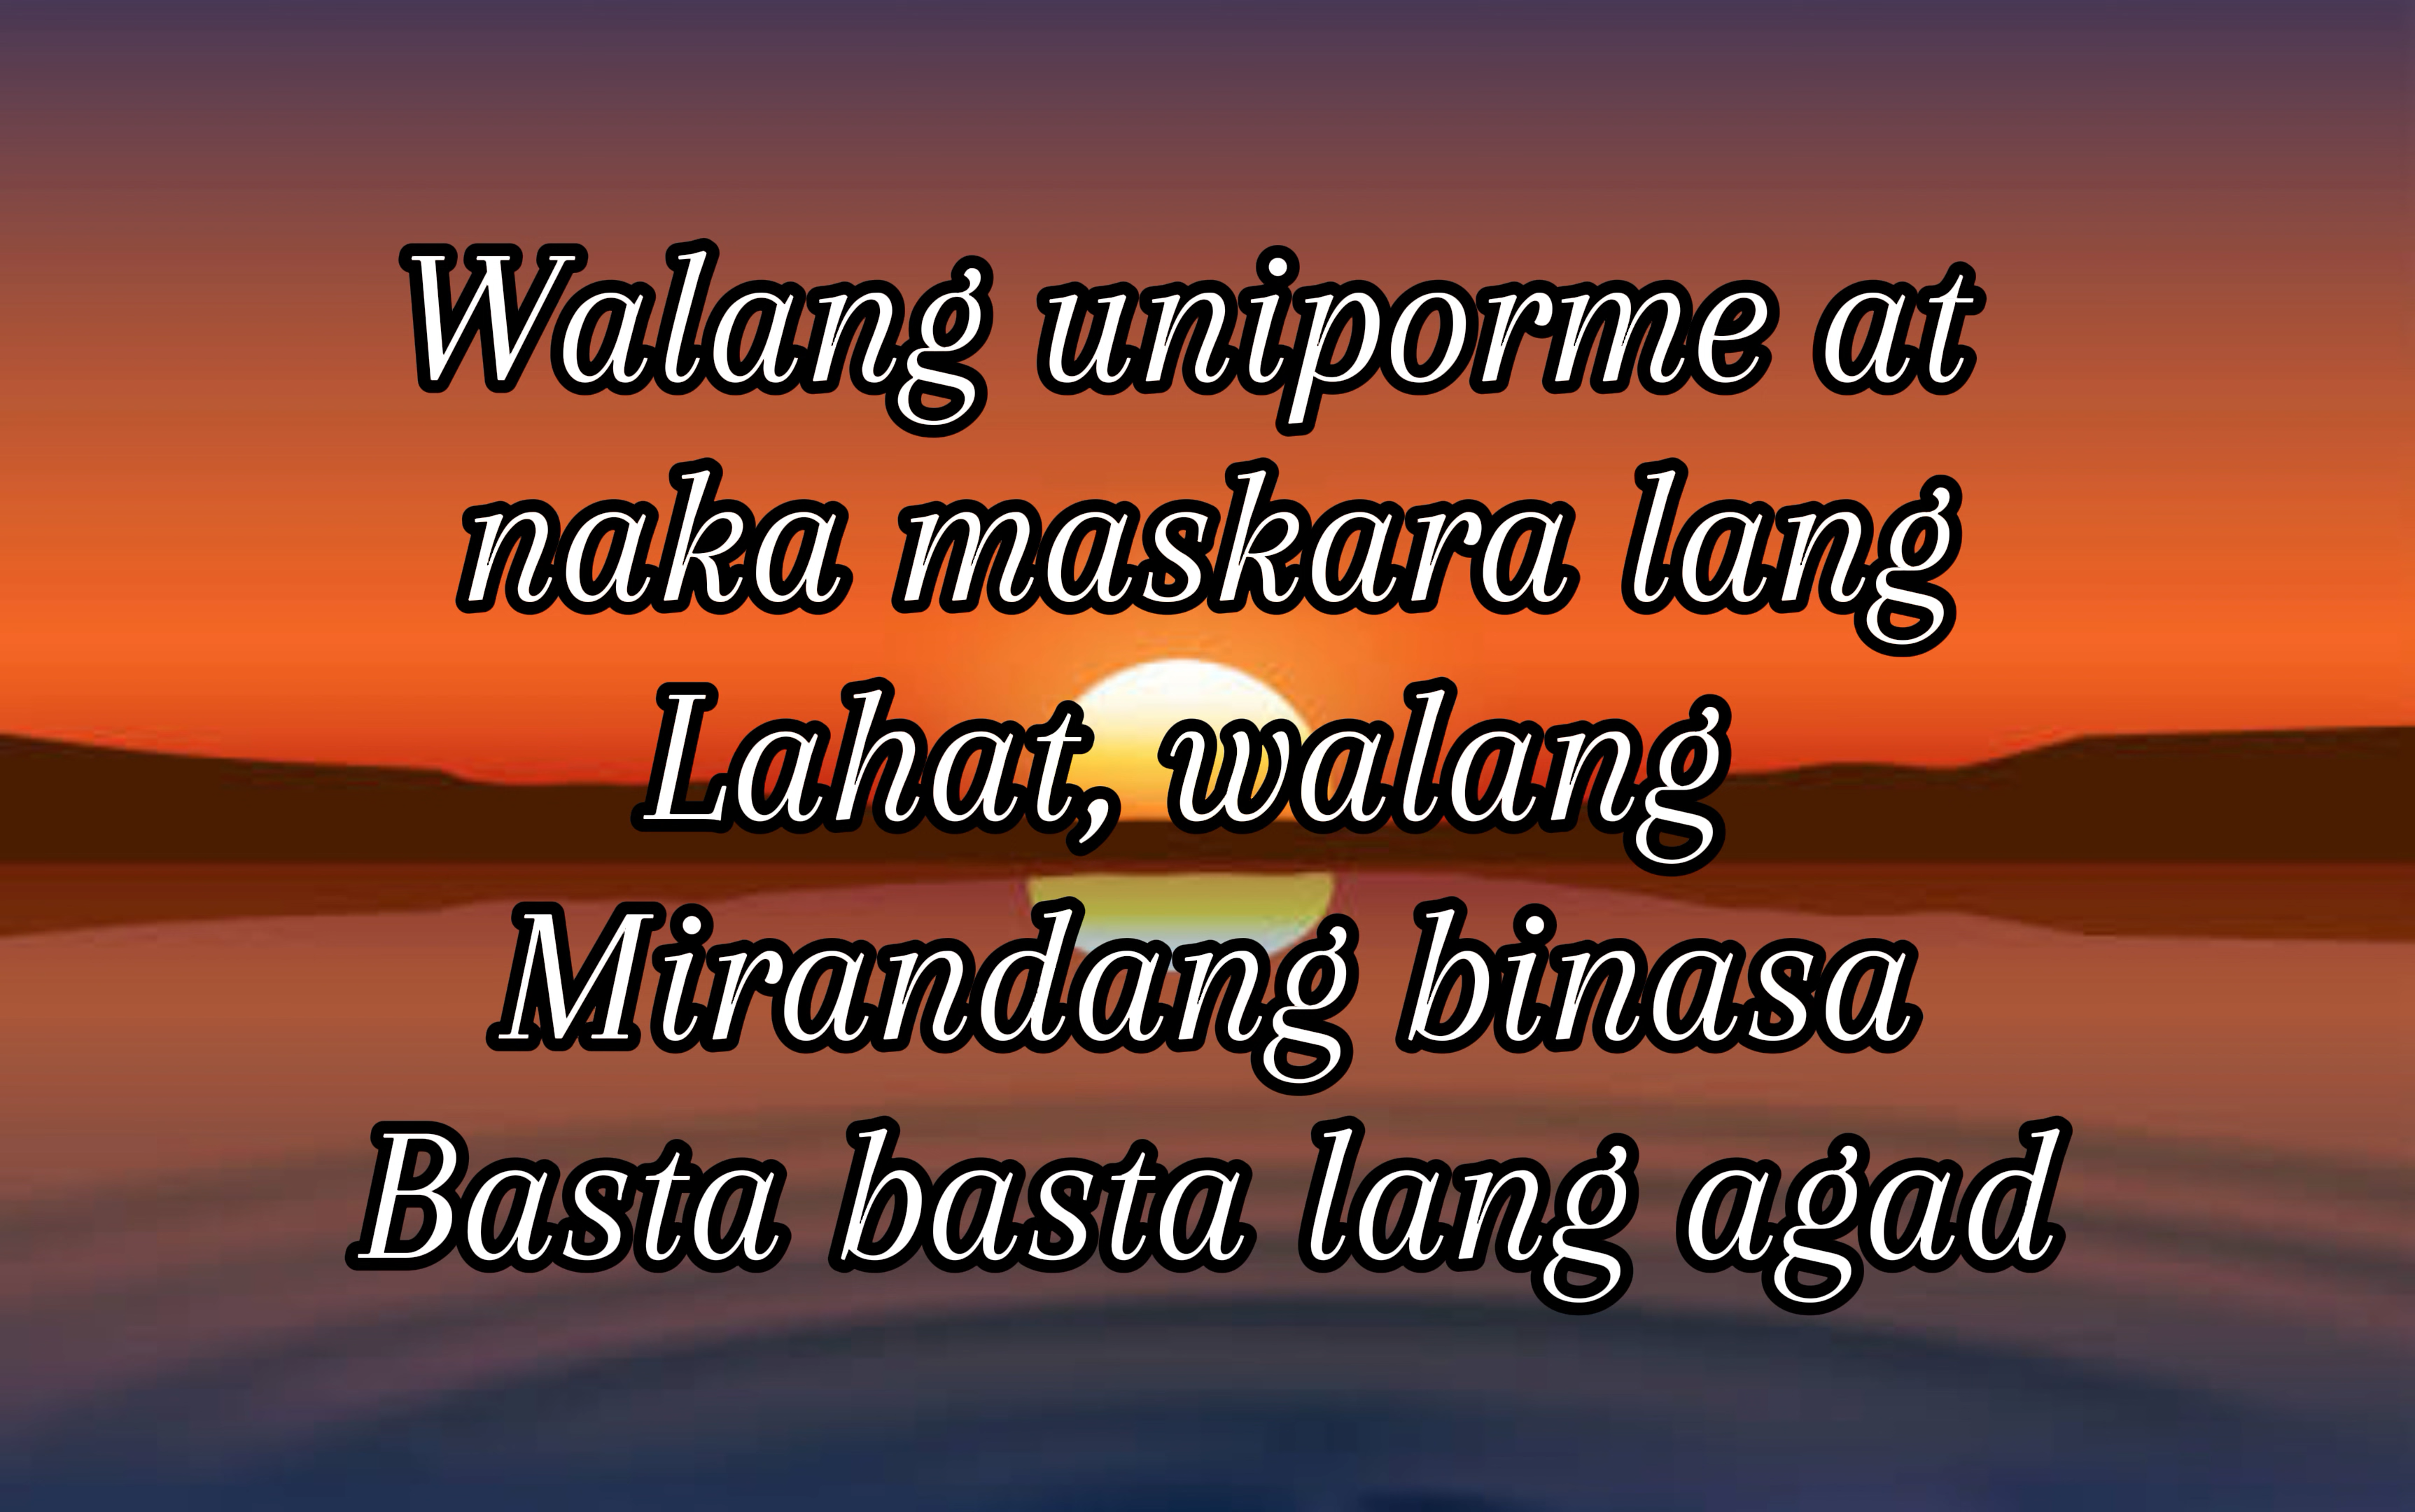 Walang uniporme at
naka maskara lang
Lahat, walang
Mirandang binasa
Basta basta lang agad